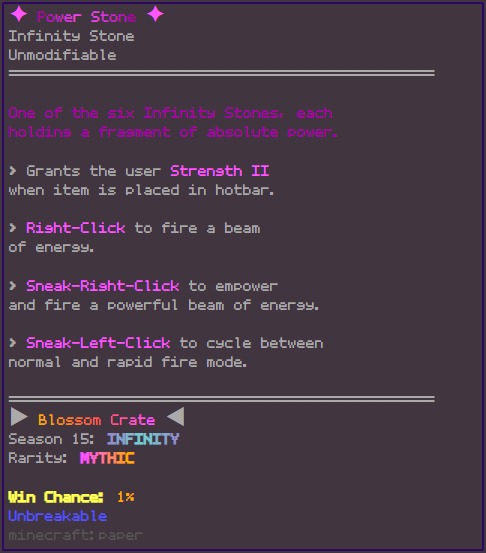 ✦ Power Stone ✦
Infinity Stone
Unmodifiable
One of the six Infinity Stones, each
holding a fragment of absolute power.
> Grants the user Strength II
when item is placed in hotbar.
> Right-Click to fire a beam
of energy.
> Sneak-Right-Click to empower
and fire a powerful beam of energy.
> Sneak-Left-Click to cycle between
normal and rapid fire mode.
▶ Blossom Crate ◀
Season 15: INFINITY
Rarity: MYTHIC
Win Chance: 1%
Unbreakable
minecraft:paper